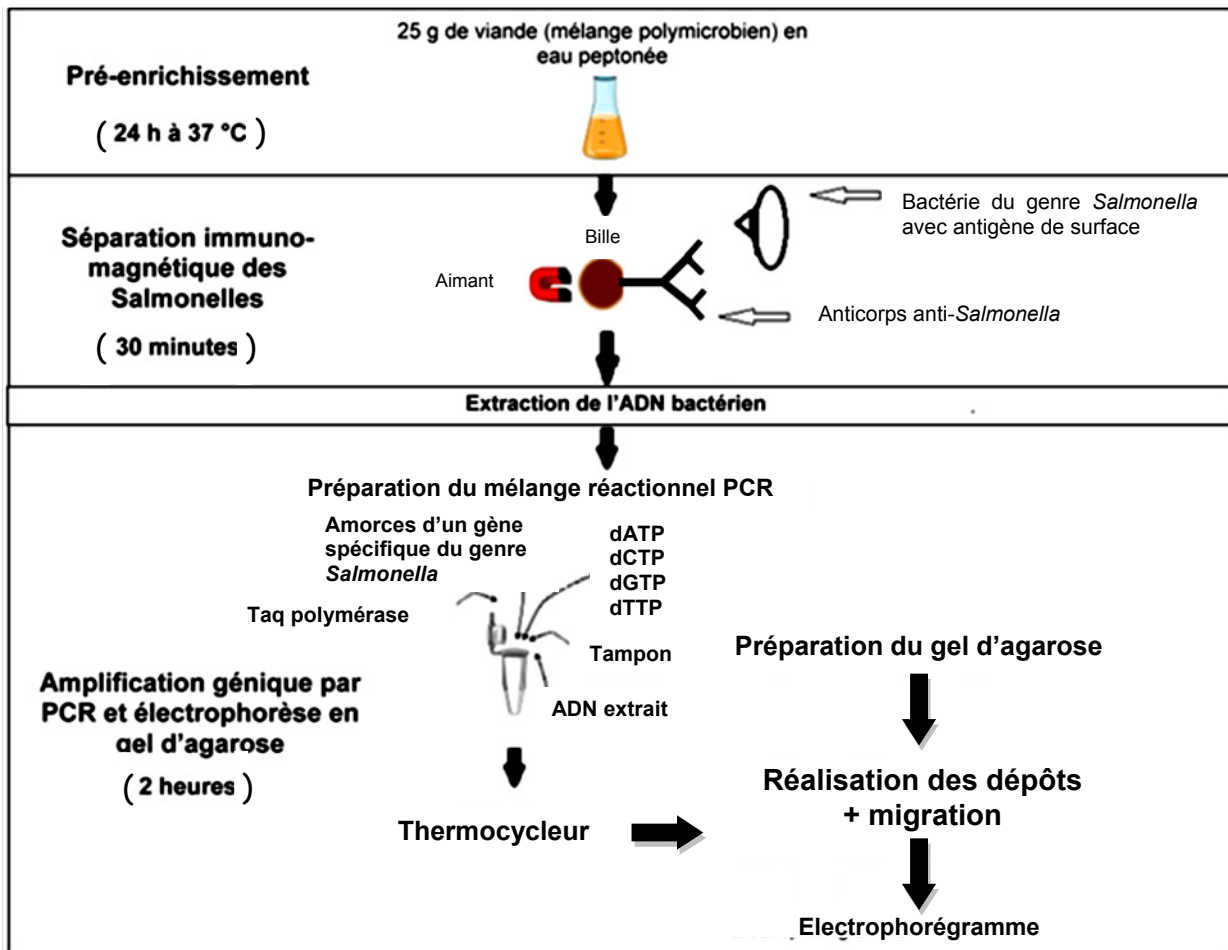 25 g de viande (mélange polymicrobien) en
eau peptonée
Pré-enrichissement
( 24 h à 37 °C )
Bactérie du genre Salmonella
avec antigène de surface
Séparation immuno-
magnétique des
Salmonelles
( 30 minutes )
Bille
Aimant
Anticorps anti-Salmonella
Extraction de l'ADN bactérien
Préparation du mélange réactionnel PCR
Amorces d'un gène
spécifique du genre
Salmonella
dATP
dCTP
dGTP
dTTP
Taq polymérase
Tampon
ADN extrait
Préparation du gel d'agarose
Amplification génique par
PCR et électrophorèse en
gel d'agarose
( 2 heures )
Thermocycleur
Réalisation des dépôts
+ migration
Electrophorégramme